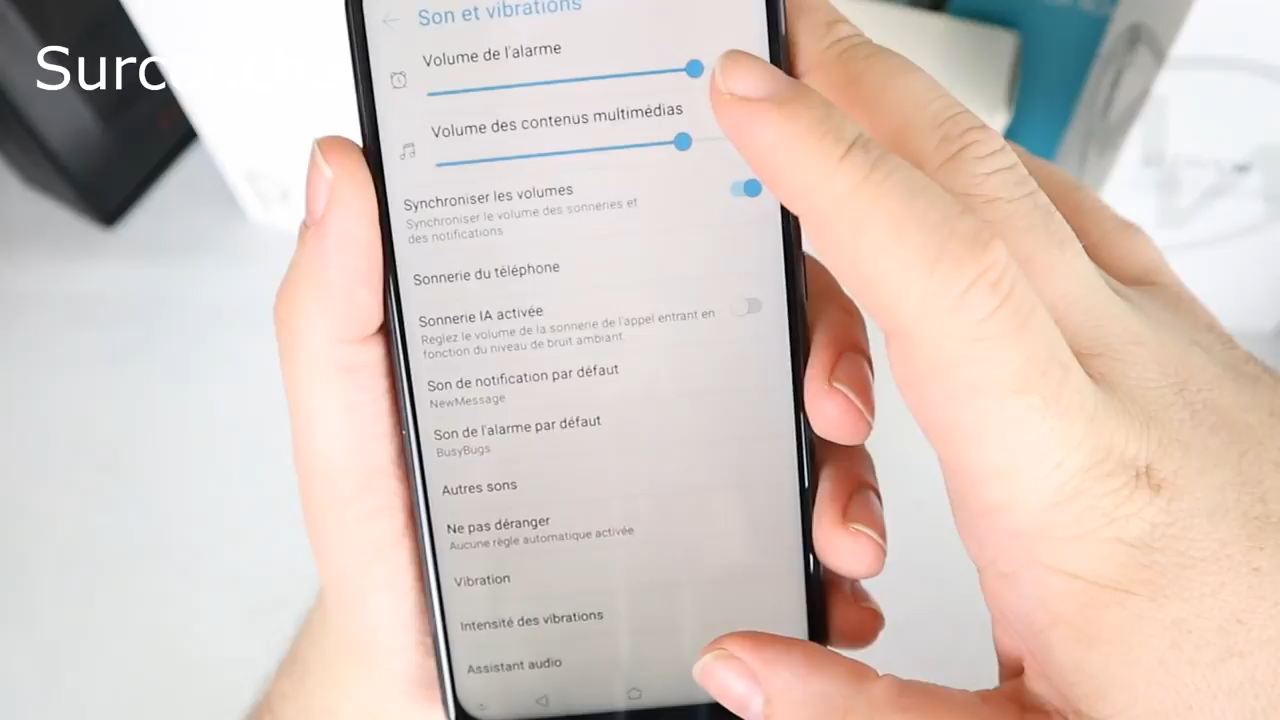 Son et vibrations
Volume de l'alarme
Volume des contenus multimédias
Synchroniser les volumes
Synchroniser le volume des sonneries et
des notifications
Sonnerie du téléphone
Sonnerie IA activée
Reglez le volume de la sonnerie de l'appel entrant en
fonction du niveau de bruit ambiant.
Son de notification par défaut
NewMessage
Son de l'alarme par défaut
BusyBugs
Autres sons
Ne pas déranger
Aucune règle automatique activée
Vibration
Intensité des vibrations
Assistant audio